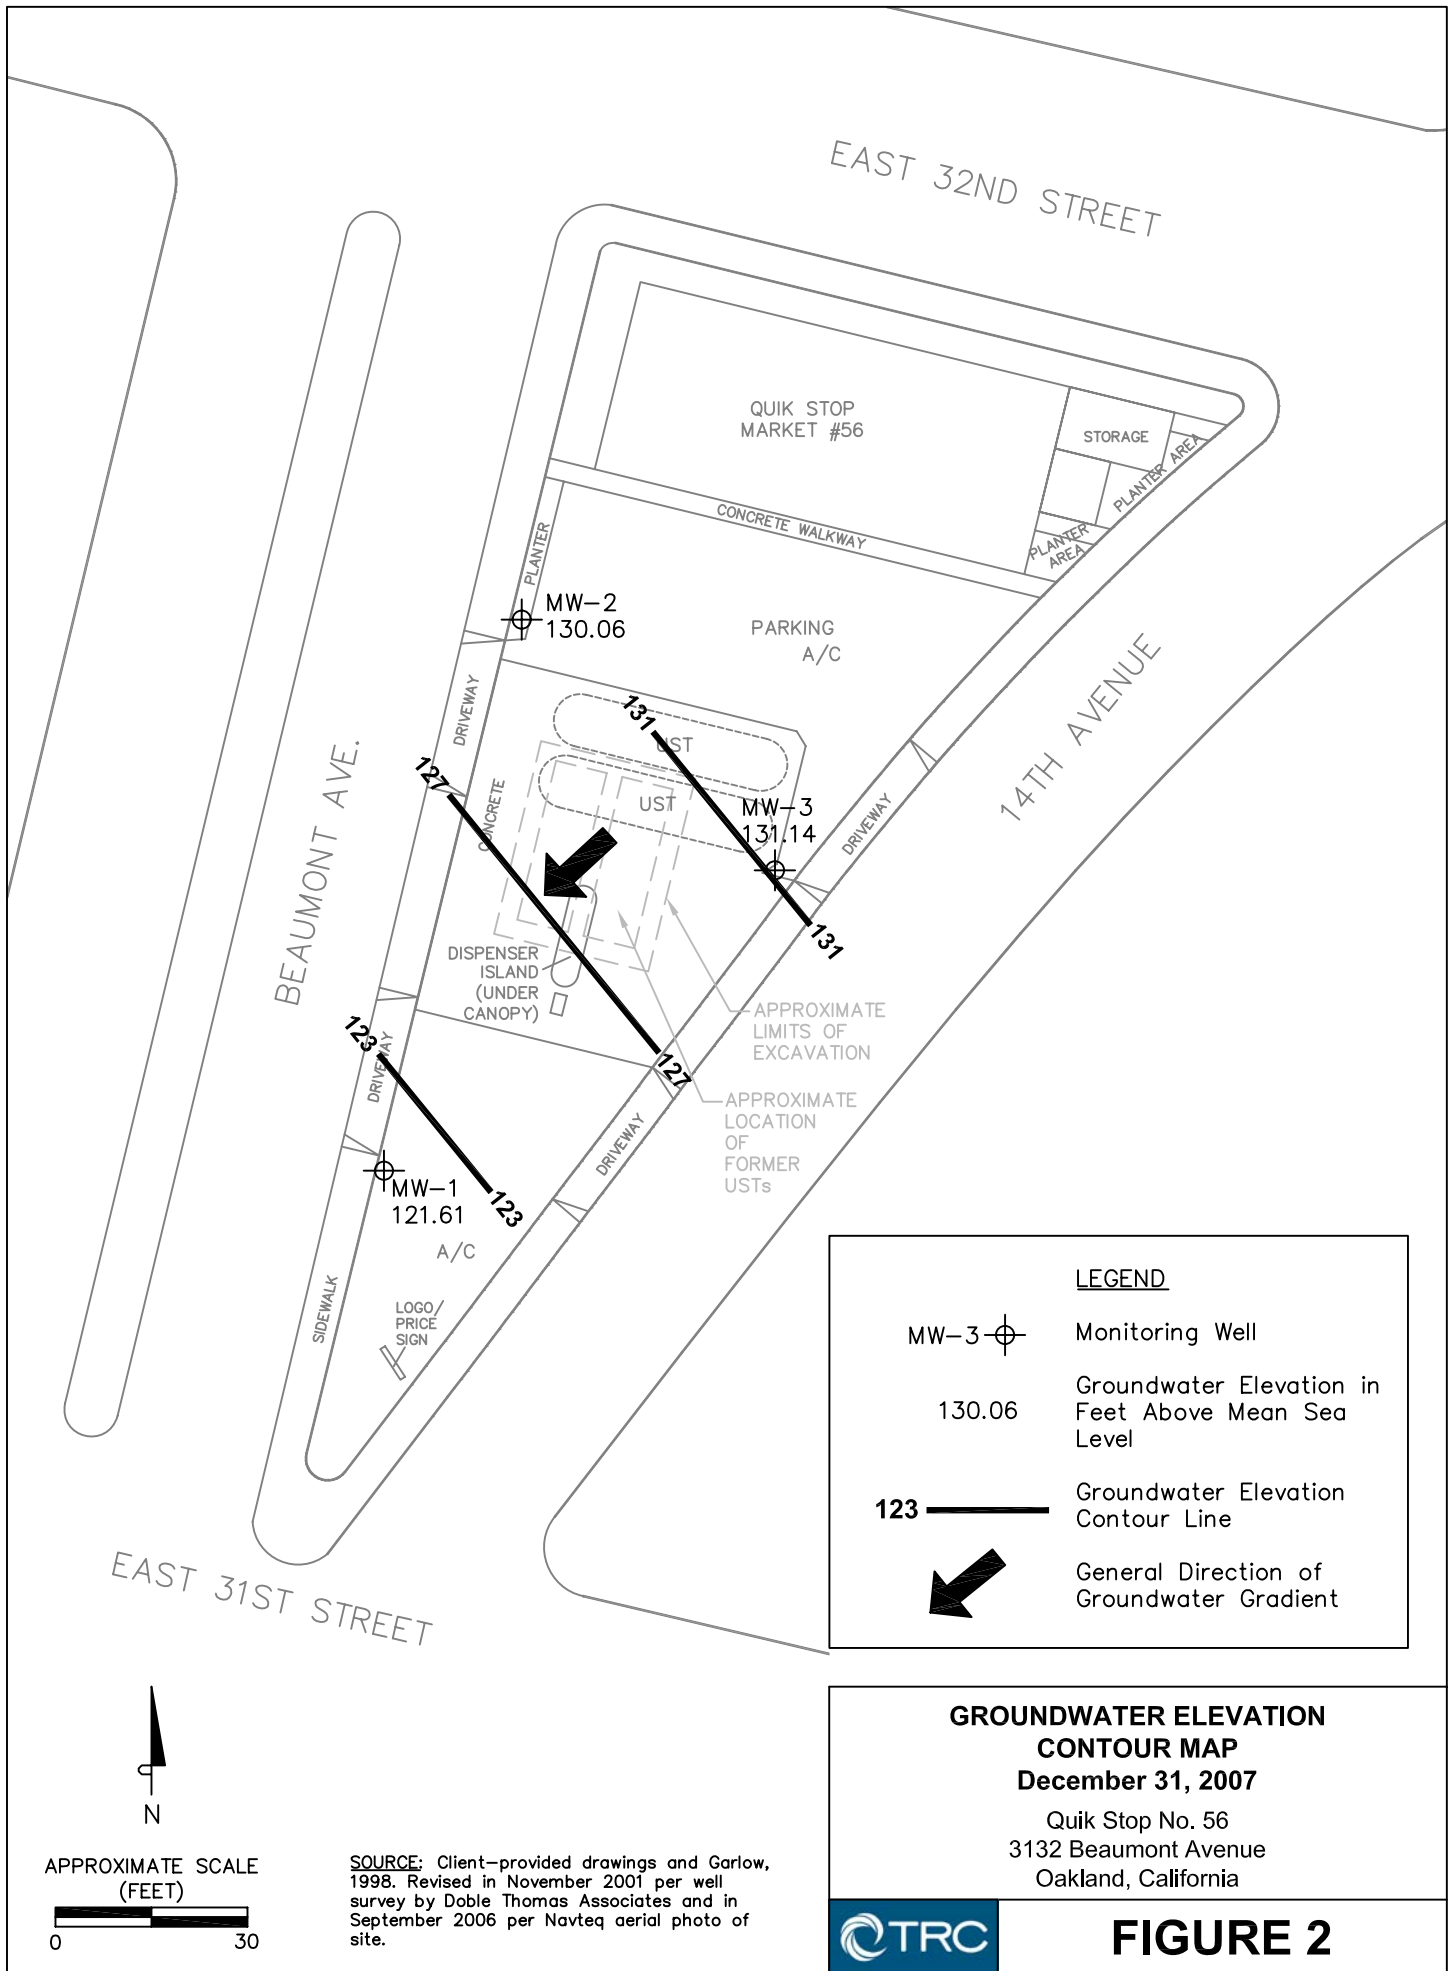 EAST 32ND STREET
QUIK STOP
MARKET #56
STORAGE
PLANTER AREA
PLANTER
AREA
CONCRETE WALKWAY
PLANTER
MW-2
130.06
PARKING
A/C
14TH AVENUE
DRIVEWAY
131
UST
127
BEAUMONT AVE.
CONCRETE
UST
MW-3
131.14
DRIVEWAY
131
DISPENSER
ISLAND
(UNDER
CANOPY)
APPROXIMATE
LIMITS OF
EXCAVATION
123
DRIVEWAY
127
APPROXIMATE
LOCATION
OF
FORMER
USTs
DRIVEWAY
MW-1
121.61
123
A/C
SIDEWALK
LOGO/
PRICE
SIGN
EAST 31ST STREET
LEGEND
MW-3
Monitoring Well
130.06
Groundwater Elevation in
Feet Above Mean Sea
Level
123
Groundwater Elevation
Contour Line
General Direction of
Groundwater Gradient
N
APPROXIMATE SCALE
(FEET)
0 30
SOURCE: Client-provided drawings and Garlow,
1998. Revised in November 2001 per well
survey by Doble Thomas Associates and in
September 2006 per Navteq aerial photo of
site.
GROUNDWATER ELEVATION
CONTOUR MAP
December 31, 2007
Quik Stop No. 56
3132 Beaumont Avenue
Oakland, California
TRC
FIGURE 2